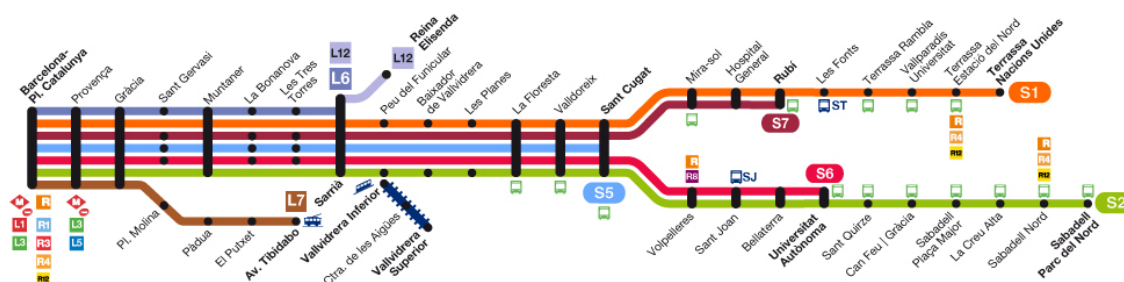 Barcelona-
Pl. Catalunya
Provença
Gràcia
Sant Gervasi
Muntaner
La Bonanova
Les Tres
Torres
L12
L6
L12
Reina
Elisenda
Peu del Funicular
Baixador
de Vallvidrera
Les Planes
La Floresta
Valldoreix
Sant Cugat
Mira-sol
Hospital
General
Rubí
Les Fonts
Terrassa Rambla
Vallparadís
Universitat
Terrassa
Estació del Nord
Terrassa
Nacions Unides
S1
ST
S7
R
R4
R12
R
R8
SJ
S6
R
R4
R12
S5
S2
Sarrià
L7
M
R
M
L1
R1
L3
L3
R3
L5
R4
R12
Pl. Molina
Pàdua
El Putxet
Av. Tibidabo
Vallvidrera Inferior
Ctra. de les Aigües
Vallvidrera
Superior
Volpelleres
Sant Joan
Bellaterra
Universitat
Autònoma
Sant Quirze
Can Feu | Gràcia
Sabadell
Plaça Major
La Creu Alta
Sabadell Nord
Sabadell
Parc del Nord